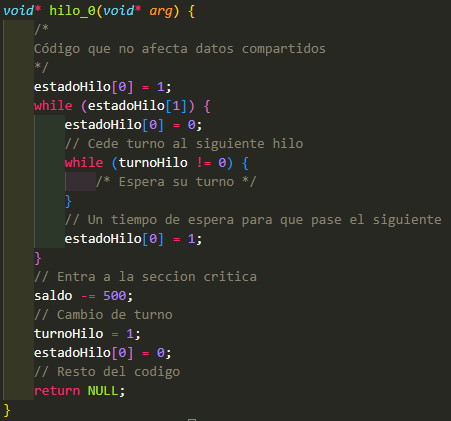 void* hilo_0(void* arg) {
/*
Código que no afecta datos compartidos
*/
estadoHilo[0] = 1;
while (estadoHilo[1]) {
estadoHilo[0] = 0;
// Cede turno al siguiente hilo
while (turnoHilo != 0) {
/* Espera su turno */
}
// Un tiempo de espera para que pase el siguiente
estadoHilo[0] = 1;
}
// Entra a la seccion critica
saldo -= 500;
// Cambio de turno
turnoHilo = 1;
estadoHilo[0] = 0;
// Resto del codigo
return NULL;
}